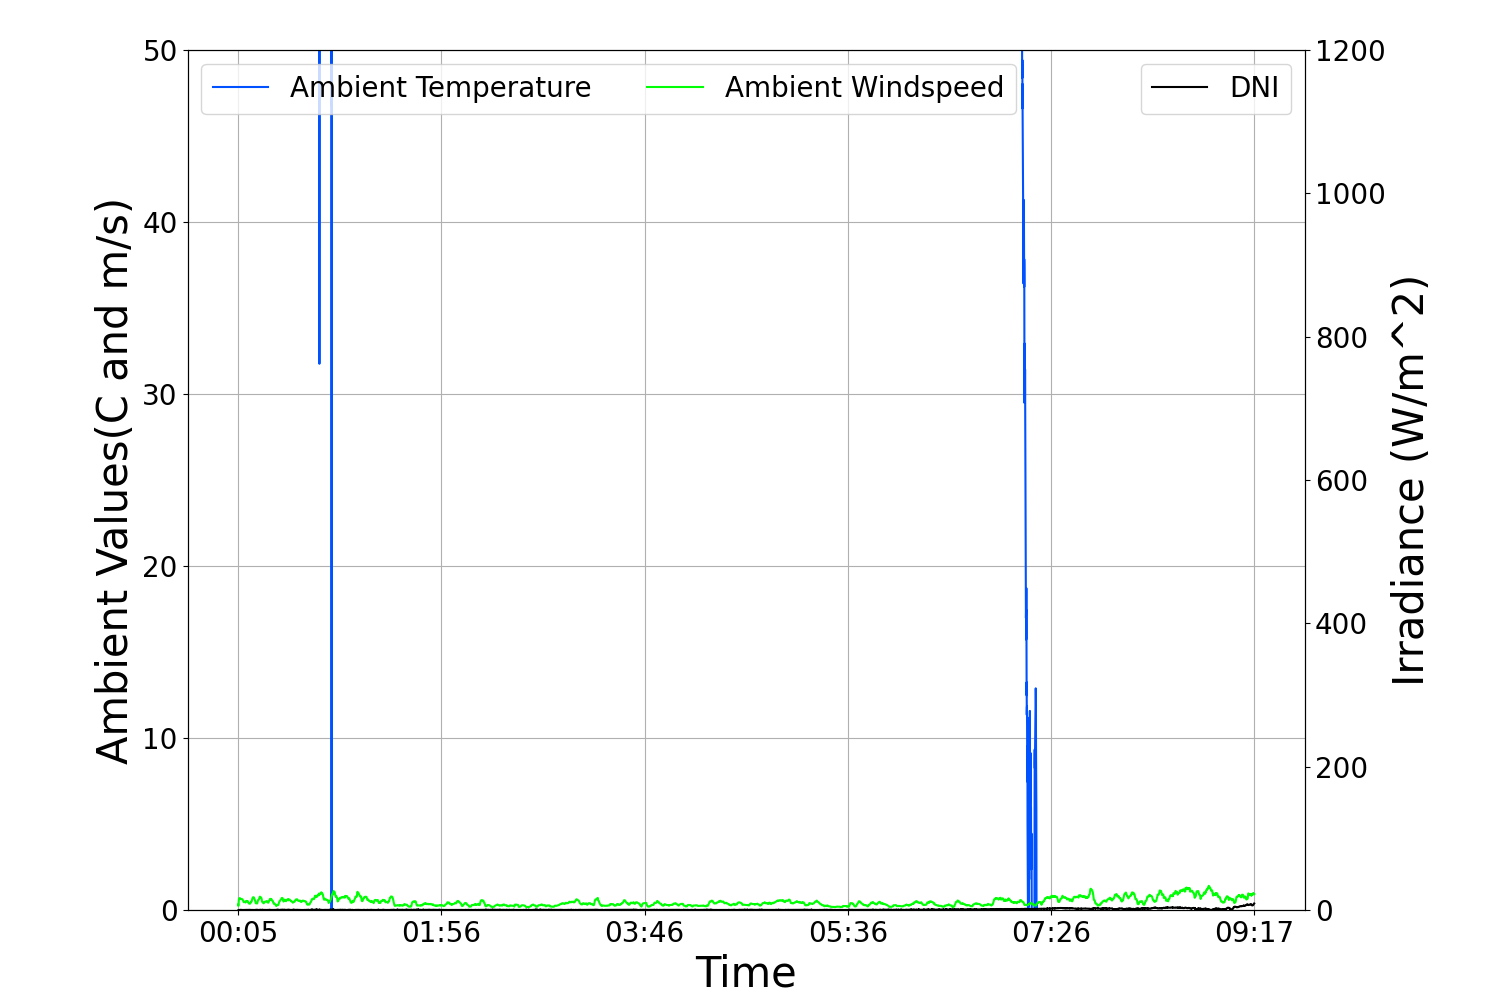 Ambient Temperature
Ambient Windspeed
DNI
Ambient Values(C and m/s)
50
40
30
20
10
0
1200
1000
800
600
400
200
0
Irradiance (W/m^2)
00:05 01:56 03:46 05:36 07:26 09:17
Time